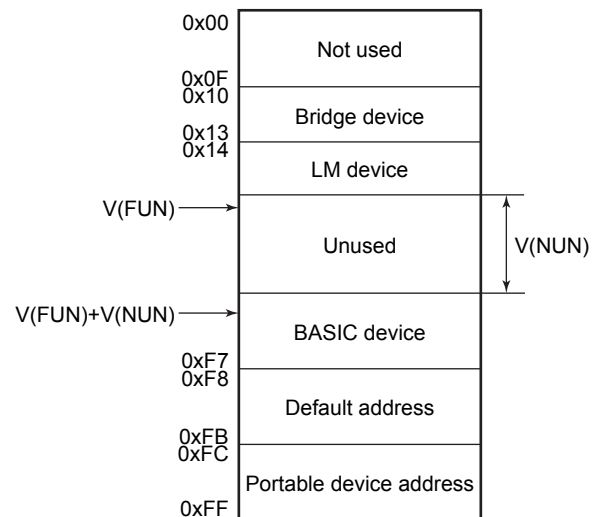 0x00
Not used
0x0F
0x10
Bridge device
0x13
0x14
LM device
V(FUN)
Unused
V(NUN)
V(FUN)+V(NUN)
BASIC device
0xF7
0xF8
Default address
0xFB
0xFC
Portable device address
0xFF